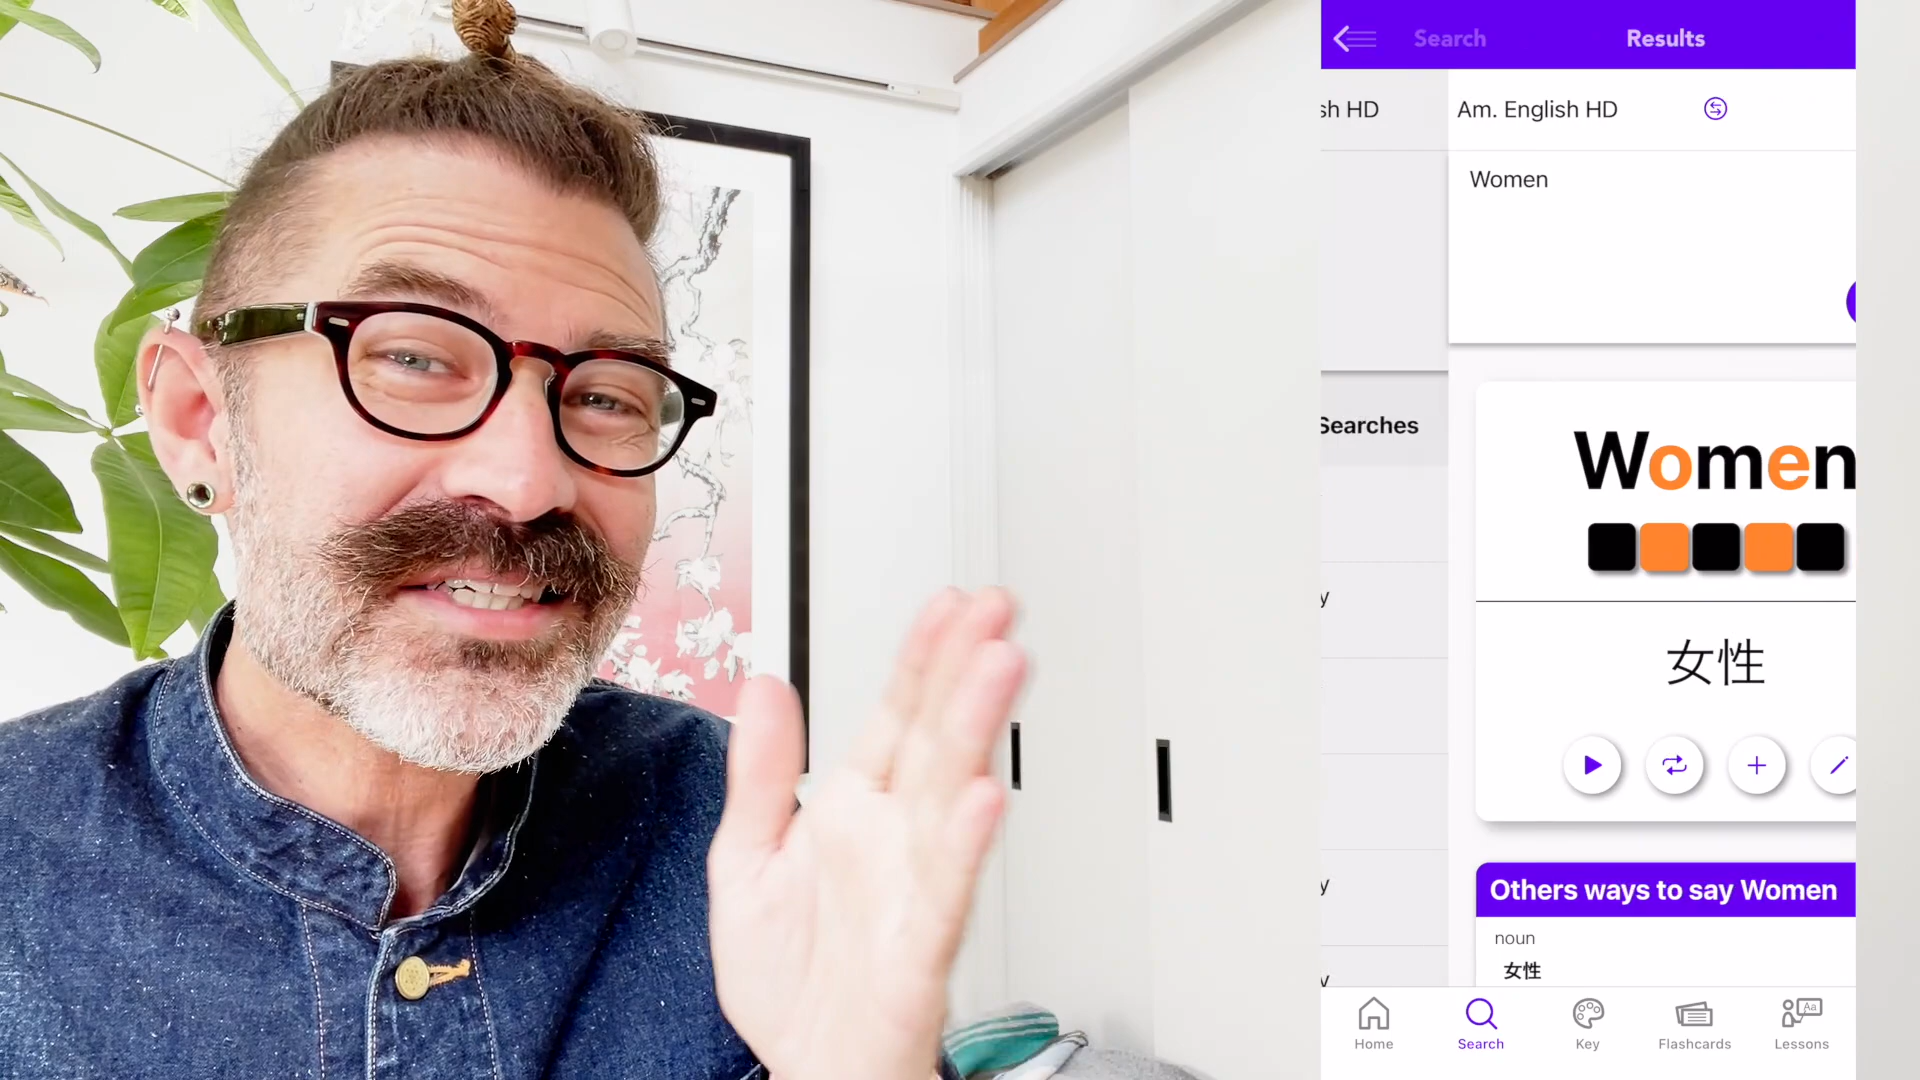 Search Results
sh HD Am. English HD
Women
Searches
Women
y
女性
y
Others ways to say Women
noun
女性
y
Home Search Key Flashcards Lessons
Aa